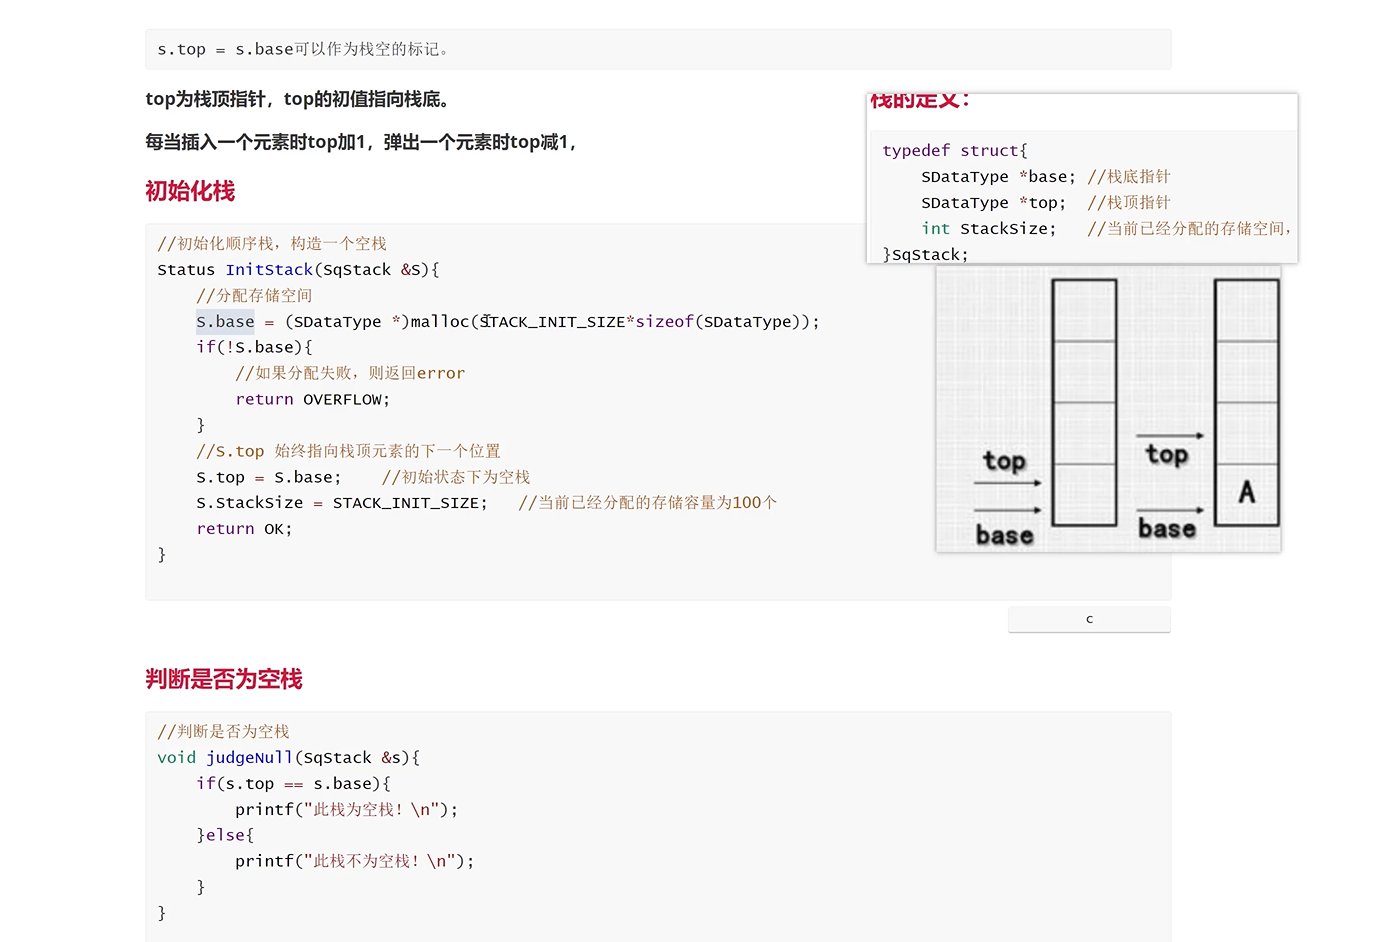 s.top = s.base可以作为栈空的标记。
top为栈顶指针，top的初值指向栈底。
每当插入一个元素时top加1，弹出一个元素时top减1，
初始化栈
//初始化顺序栈，构造一个空栈
Status InitStack(SqStack &S){
    //分配存储空间
    S.base = (SDataType *)malloc(STACK_INIT_SIZE*sizeof(SDataType));
    if(!S.base){
        //如果分配失败，则返回error
        return OVERFLOW;
    }
    //S.top 始终指向栈顶元素的下一个位置
    S.top = S.base;    //初始状态下为空栈
    S.StackSize = STACK_INIT_SIZE;   //当前已经分配的存储容量为100个
    return OK;
}
c
栈的定义：
typedef struct{
    SDataType *base; //栈底指针
    SDataType *top;  //栈顶指针
    int StackSize;   //当前已经分配的存储空间，
}SqStack;
top
base
top
A
base
判断是否为空栈
//判断是否为空栈
void judgeNull(SqStack &s){
    if(s.top == s.base){
        printf("此栈为空栈！\n");
    }else{
        printf("此栈不为空栈！\n");
    }
}